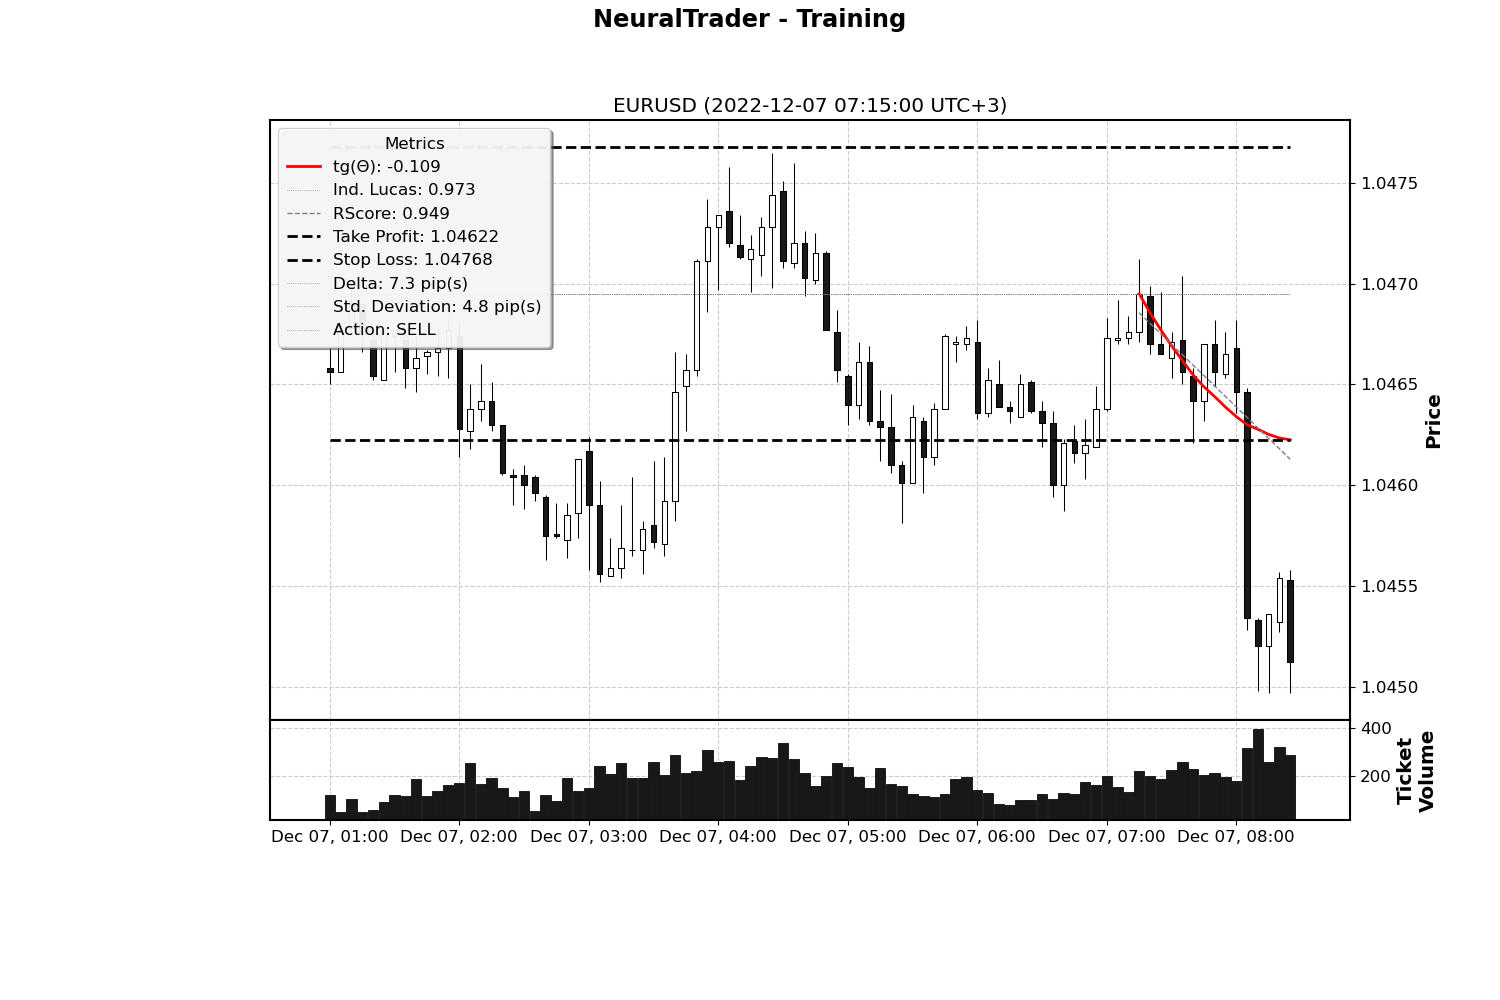 NeuralTrader - Training
EURUSD (2022-12-07 07:15:00 UTC+3)
Metrics
tg(Θ): -0.109
Ind. Lucas: 0.973
RScore: 0.949
Take Profit: 1.04622
Stop Loss: 1.04768
Delta: 7.3 pip(s)
Std. Deviation: 4.8 pip(s)
Action: SELL
1.0475
1.0470
1.0465
1.0460
1.0455
1.0450
Price
400
200
Ticket
Volume
Dec 07, 01:00 Dec 07, 02:00 Dec 07, 03:00 Dec 07, 04:00 Dec 07, 05:00 Dec 07, 06:00 Dec 07, 07:00 Dec 07, 08:00